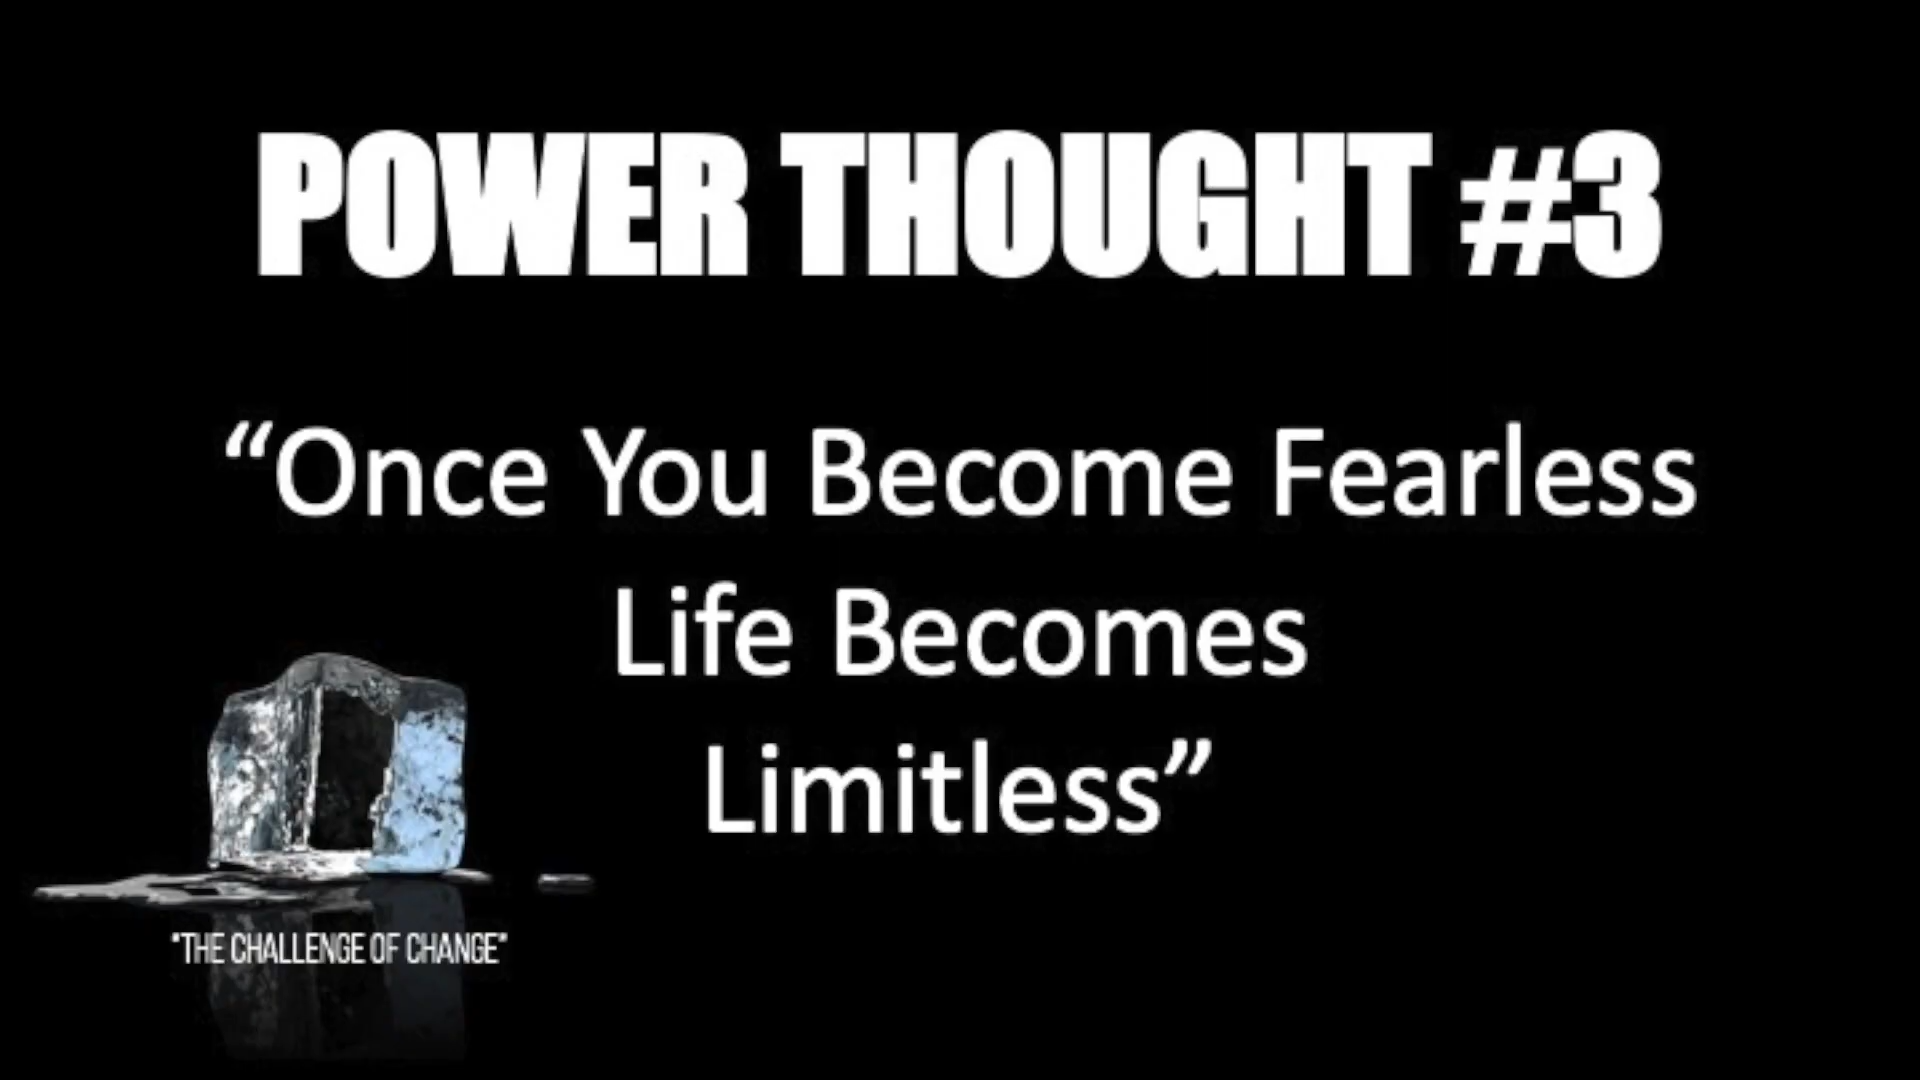 POWER THOUGHT #3
“Once You Become Fearless
Life Becomes
Limitless”
"THE CHALLENGE OF CHANGE"